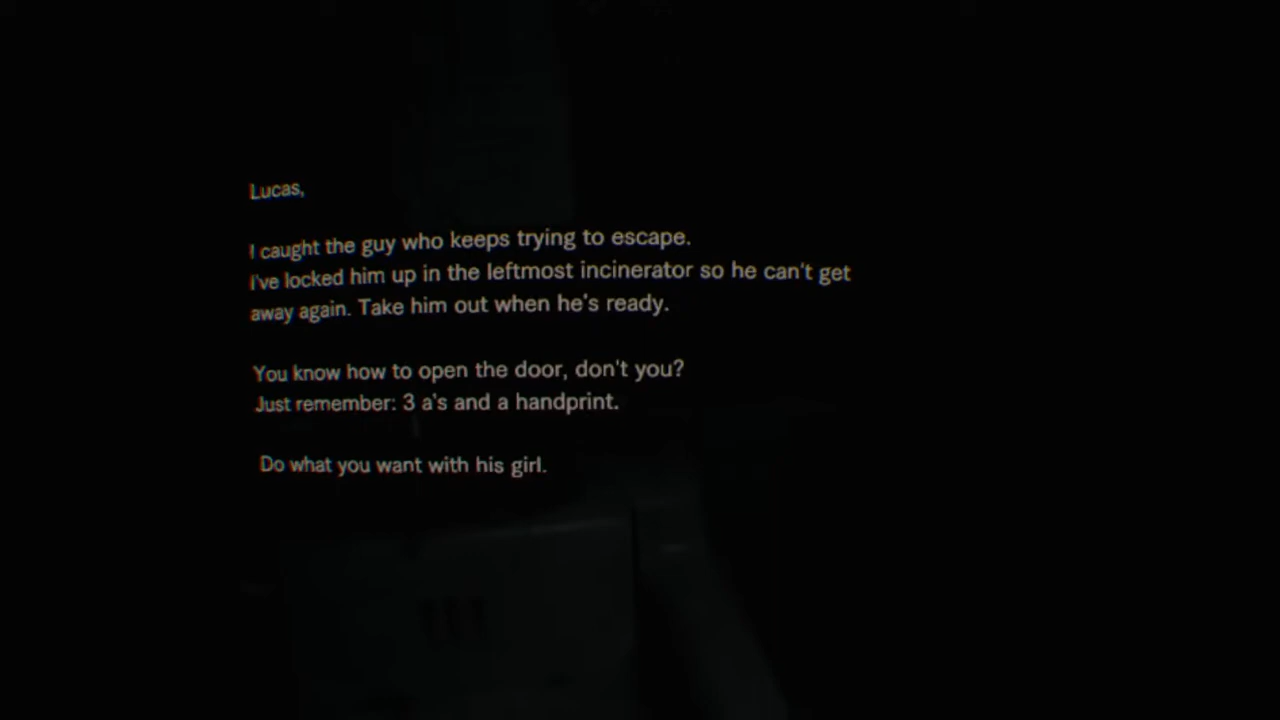 Lucas,
I caught the guy who keeps trying to escape.
I've locked him up in the leftmost incinerator so he can't get
away again. Take him out when he's ready.
You know how to open the door, don't you?
Just remember: 3 a's and a handprint.
Do what you want with his girl.